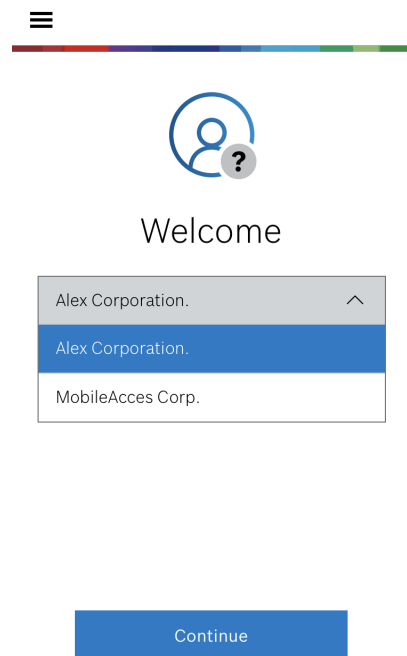 ?
Welcome
Alex Corporation.
Alex Corporation.
MobileAcces Corp.
Continue